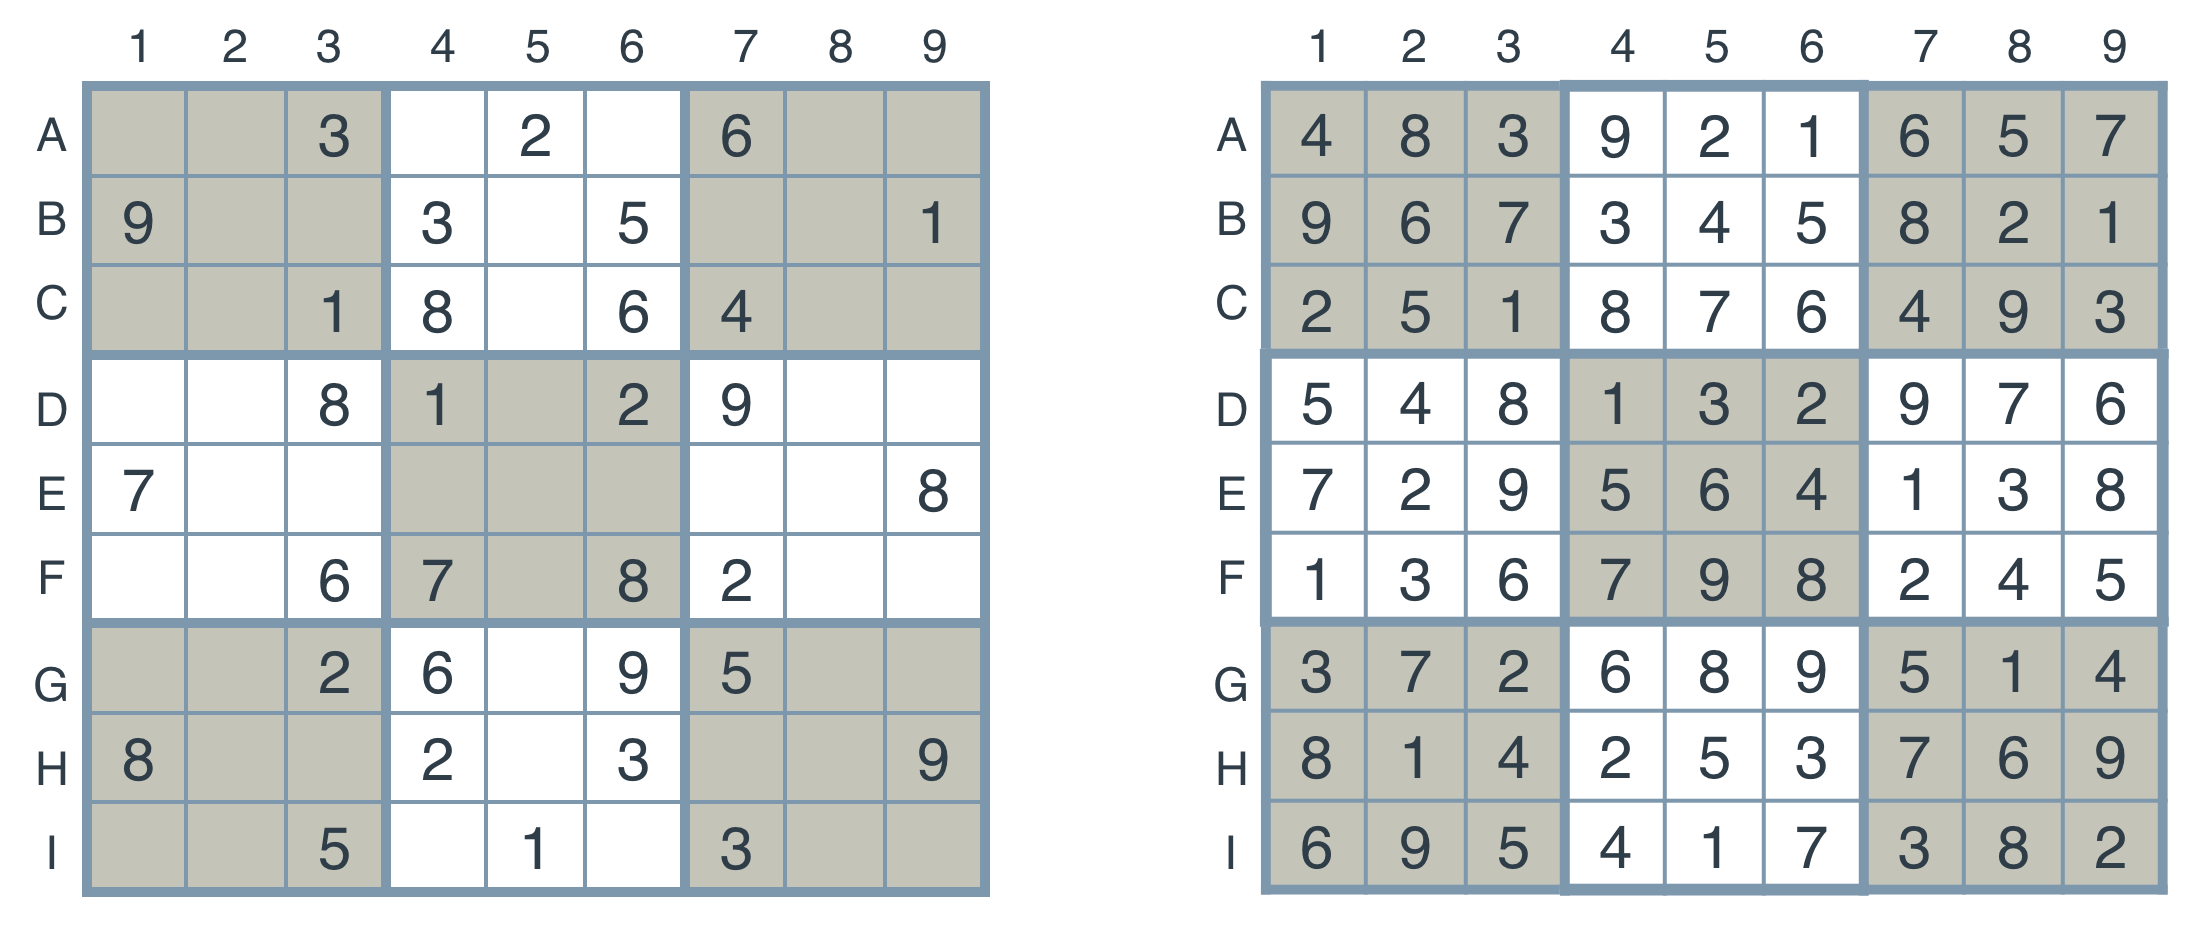 1 2 3 4 5 6 7 8 9
A 3 2 6
B 9 3 5 1
C 1 8 6 4
D 8 1 2 9
E 7 8
F 6 7 8 2
G 2 6 9 5
H 8 2 3 9
I 5 1 3
1 2 3 4 5 6 7 8 9
A 4 8 3 9 2 1 6 5 7
B 9 6 7 3 4 5 8 2 1
C 2 5 1 8 7 6 4 9 3
D 5 4 8 1 3 2 9 7 6
E 7 2 9 5 6 4 1 3 8
F 1 3 6 7 9 8 2 4 5
G 3 7 2 6 8 9 5 1 4
H 8 1 4 2 5 3 7 6 9
I 6 9 5 4 1 7 3 8 2